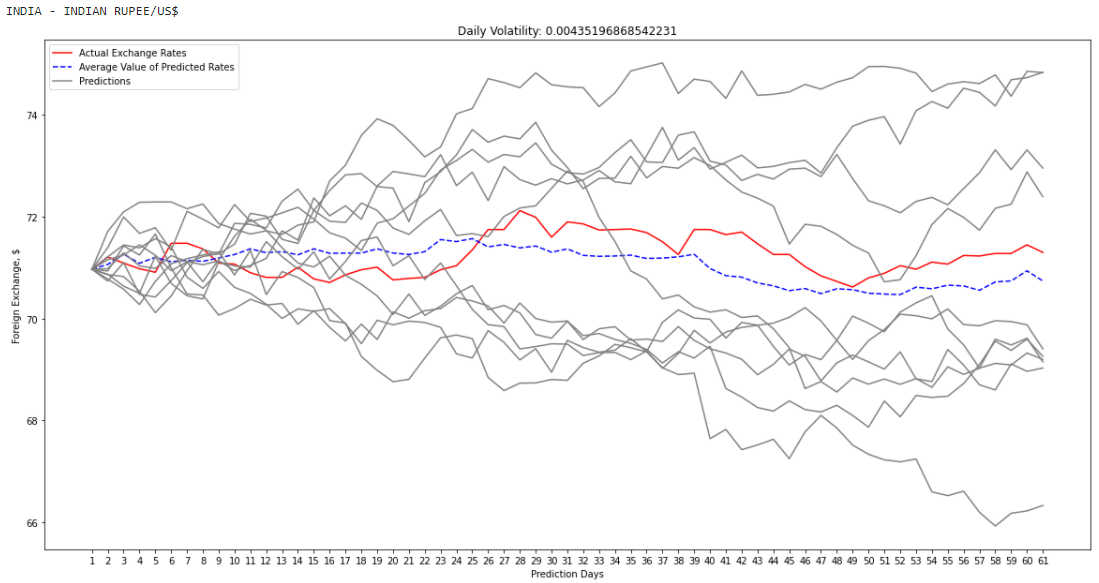 INDIA - INDIAN RUPEE/US$
Daily Volatility: 0.00435196868542231
Actual Exchange Rates
Average Value of Predicted Rates
Predictions
Foreign Exchange, $
74
72
70
68
66
1 2 3 4 5 6 7 8 9 10 11 12 13 14 15 16 17 18 19 20 21 22 23 24 25 26 27 28 29 30 31 32 33 34 35 36 37 38 39 40 41 42 43 44 45 46 47 48 49 50 51 52 53 54 55 56 57 58 59 60 61
Prediction Days